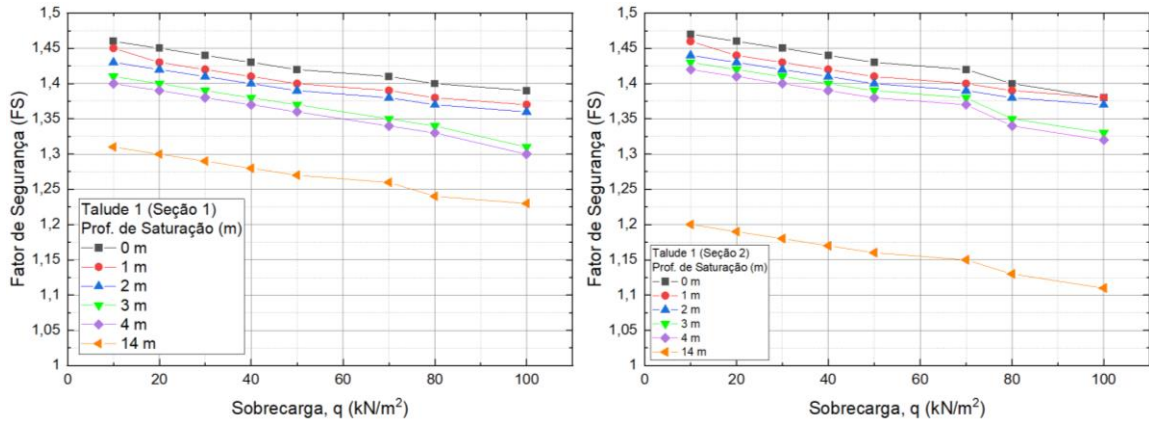 1,5
1,45
1,4
1,35
1,3
1,25
1,2
1,15
1,1
1,05
1
Fator de Segurança (FS)
Talude 1 (Seção 1)
Prof. de Saturação (m)
0 m
1 m
2 m
3 m
4 m
14 m
0 20 40 60 80 100
Sobrecarga, q (kN/m²)
1,5
1,45
1,4
1,35
1,3
1,25
1,2
1,15
1,1
1,05
1
Fator de Segurança (FS)
Talude 1 (Seção 2)
Prof. de Saturação (m)
0 m
1 m
2 m
3 m
4 m
14 m
0 20 40 60 80 100
Sobrecarga, q (kN/m²)